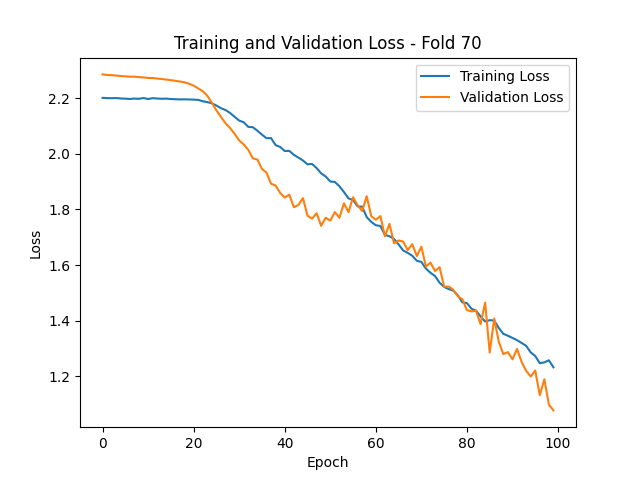 Training and Validation Loss - Fold 70
Training Loss
Validation Loss
Loss
2.2
2.0
1.8
1.6
1.4
1.2
0 20 40 60 80 100
Epoch